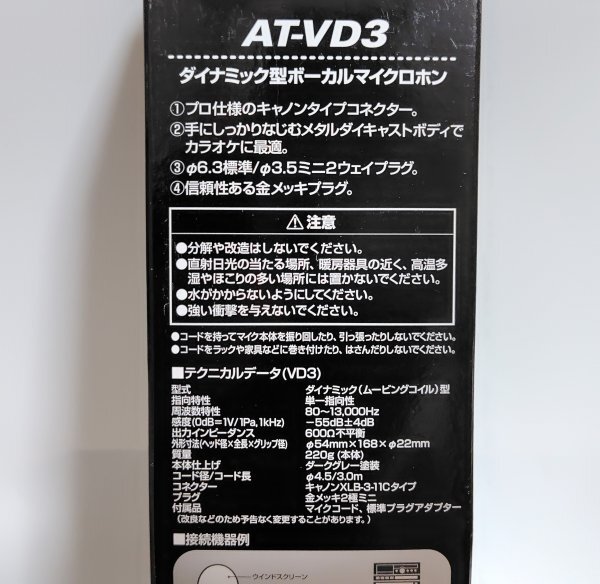 AT-VD3
ダイナミック型ボーカルマイクロホン
①プロ仕様のキャノンタイプコネクター。
②手にしっかりなじむメタルダイキャストボディで
カラオケに最適。
③φ6.3標準/φ3.5ミニ2ウェイプラグ。
④信頼性ある金メッキプラグ。
⚠注意
●分解や改造はしないでください。
●直射日光の当たる場所、暖房器具の近く、高温多
湿やほこりの多い場所には置かないでください。
●水がかからないようにしてください。
●強い衝撃を与えないでください。
●コードを持ってマイク本体を振り回したり、引っ張ったりしないでください。
●コードをラックや家具などに巻き付けたり、はさんだりしないでください。
■テクニカルデータ(VD3)
型式 ダイナミック(ムービングコイル)型
指向特性 単一指向性
周波数特性 80〜13,000Hz
感度(0dB=1V/1Pa,1kHz) −55dB±4dB
出力インピーダンス 600Ω不平衡
外形寸法(ヘッド径×全長×グリップ径) φ54mm×168×φ22mm
質量 220g(本体)
本体仕上げ ダークグレー塗装
コード径/コード長 φ4.5/3.0m
コネクター キャノンXLB-3-11Cタイプ
プラグ 金メッキ2極ミニ
付属品 マイクコード、標準プラグアダプター
(改良などのため予告なく変更することがあります。)
■接続機器例
ウインドスクリーン